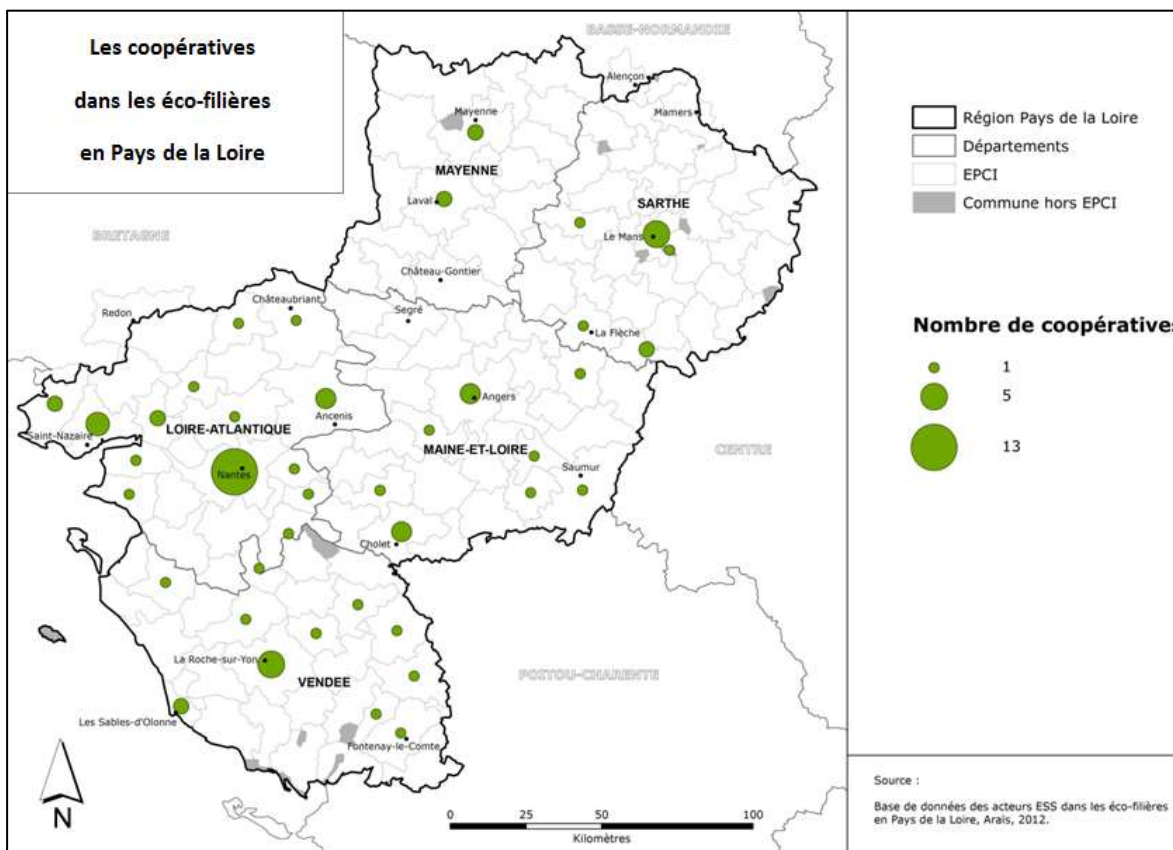 Les coopératives
dans les éco-filières
en Pays de la Loire
BASSE-NORMANDIE
Alençon
Mamers
Mayenne
MAYENNE
Laval
SARTHE
Le Mans
BRETAGNE
Château-Gontier
Châteaubriant
Segré
Redon
La Flèche
Angers
Ancenis
LOIRE-ATLANTIQUE
Saint-Nazaire
MAINE-ET-LOIRE
CENTRE
Nantes
Saumur
Cholet
La Roche-sur-Yon
VENDEE
POITOU-CHARENTE
Les Sables-d'Olonne
Fontenay-le-Comte
N
0 25 50 100
Kilomètres
Région Pays de la Loire
Départements
EPCI
Commune hors EPCI
Nombre de coopératives
1
5
13
Source :
Base de données des acteurs ESS dans les éco-filières
en Pays de la Loire, Arais, 2012.